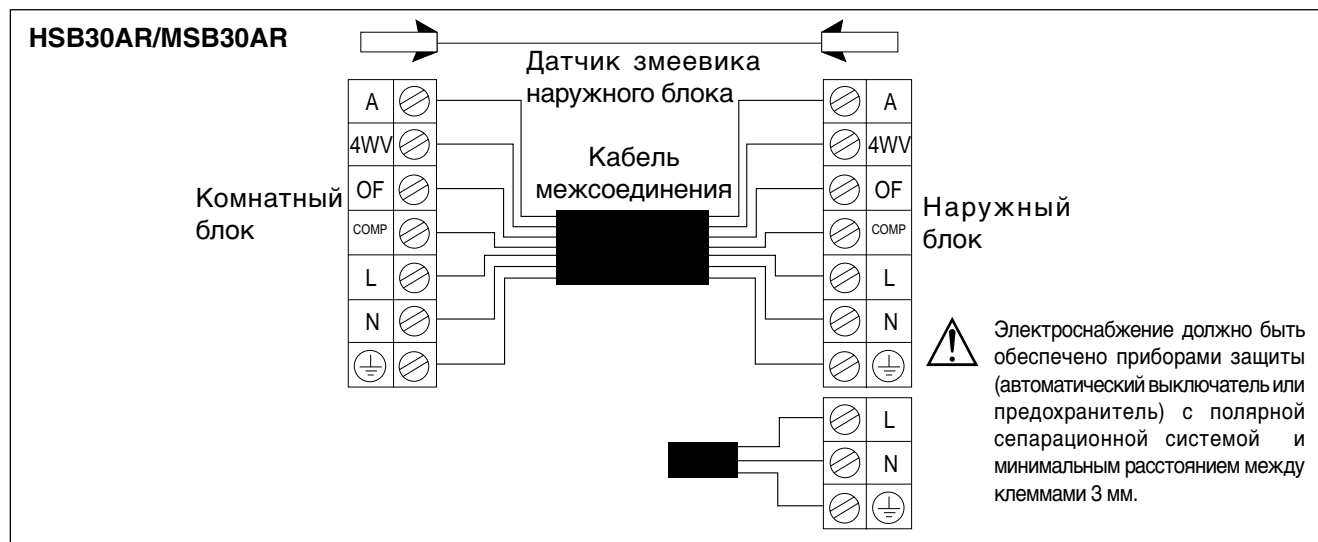 HSB30AR/MSB30AR
Датчик змеевика
наружного блока
Кабель
межсоединения
Комнатный
блок
A
4WV
OF
COMP
L
N
A
4WV
OF
COMP
L
N
Наружный
блок
L
N
Электроснабжение должно быть
обеспечено приборами защиты
(автоматический выключатель или
предохранитель) с полярной
сепарационной системой и
минимальным расстоянием между
клеммами 3 мм.